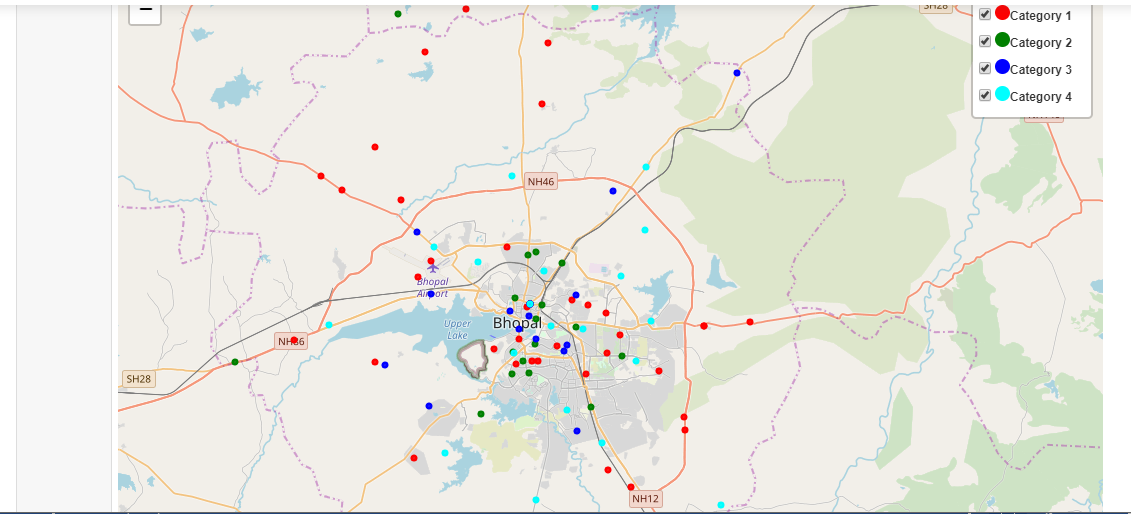 −
SH28
Category 1
Category 2
Category 3
Category 4
NH46
Bhopal
Airport
Upper
Lake
Bhopal
NH46
SH28
NH12